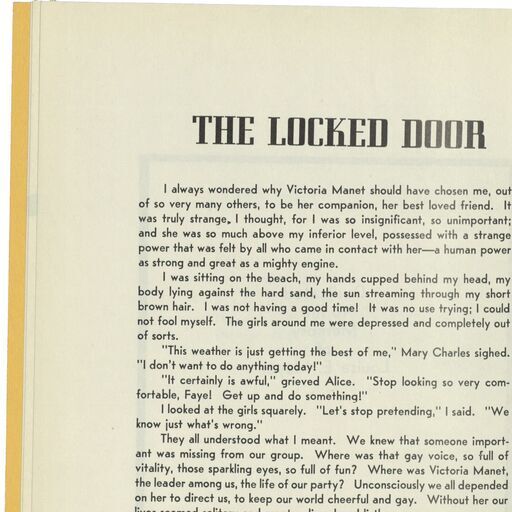 THE LOCKED DOOR
I always wondered why Victoria Manet should have chosen me, out
of so very many others, to be her companion, her best loved friend. It
was truly strange, I thought, for I was so insignificant, so unimportant;
and she was so much above my inferior level, possessed with a strange
power that was felt by all who came in contact with her—a human power
as strong and great as a mighty engine.
I was sitting on the beach, my hands cupped behind my head, my
body lying against the hard sand, the sun streaming through my short
brown hair. I was not having a good time! It was no use trying; I could
not fool myself. The girls around me were depressed and completely out
of sorts.
"This weather is just getting the best of me," Mary Charles sighed.
"I don't want to do anything today!"
"It certainly is awful," grieved Alice. "Stop looking so very com-
fortable, Faye! Get up and do something!"
I looked at the girls squarely. "Let's stop pretending," I said. "We
know just what's wrong."
They all understood what I meant. We knew that someone import-
ant was missing from our group. Where was that gay voice, so full of
vitality, those sparkling eyes, so full of fun? Where was Victoria Manet,
the leader among us, the life of our party? Unconsciously we all depended
on her to direct us, to keep our world cheerful and gay. Without her our